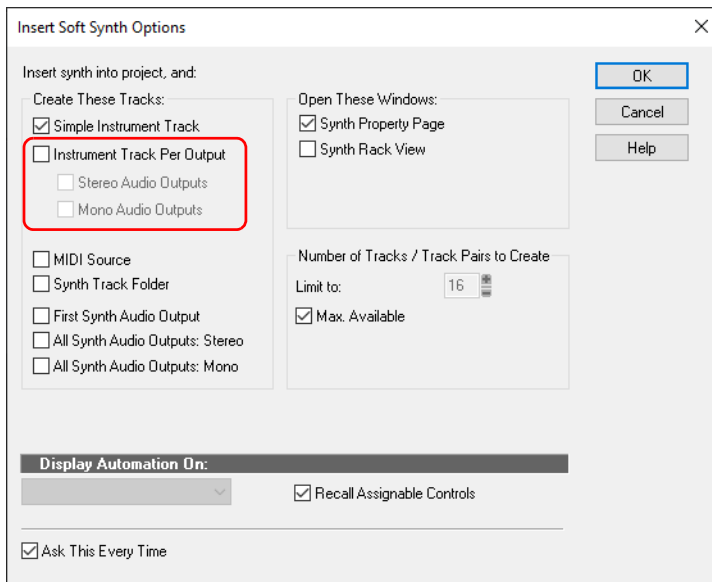 Insert Soft Synth Options
Insert synth into project, and:
Create These Tracks:
Simple Instrument Track
Instrument Track Per Output
Stereo Audio Outputs
Mono Audio Outputs
MIDI Source
Synth Track Folder
First Synth Audio Output
All Synth Audio Outputs: Stereo
All Synth Audio Outputs: Mono
Open These Windows:
Synth Property Page
Synth Rack View
Number of Tracks / Track Pairs to Create
Limit to: 16
Max. Available
OK
Cancel
Help
Display Automation On:
Recall Assignable Controls
Ask This Every Time